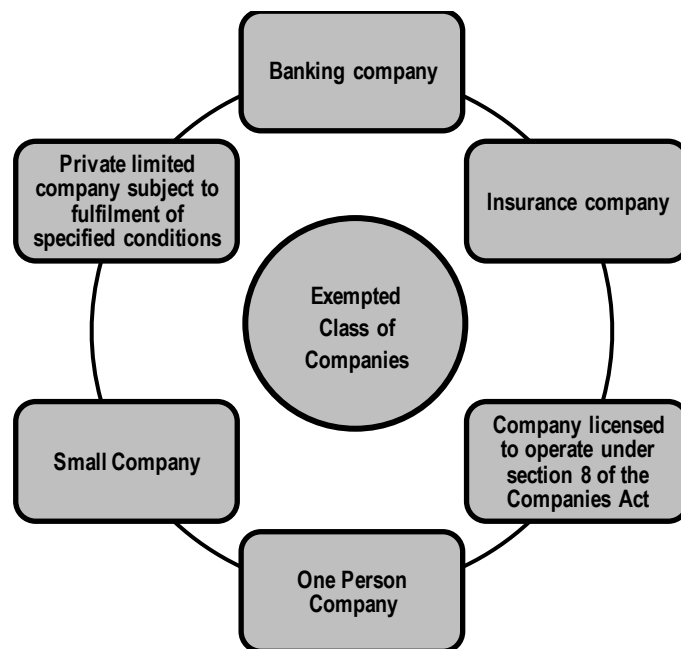 Banking company
Private limited
company subject to
fulfilment of
specified conditions
Insurance company
Exempted
Class of
Companies
Small Company
Company licensed
to operate under
section 8 of the
Companies Act
One Person
Company